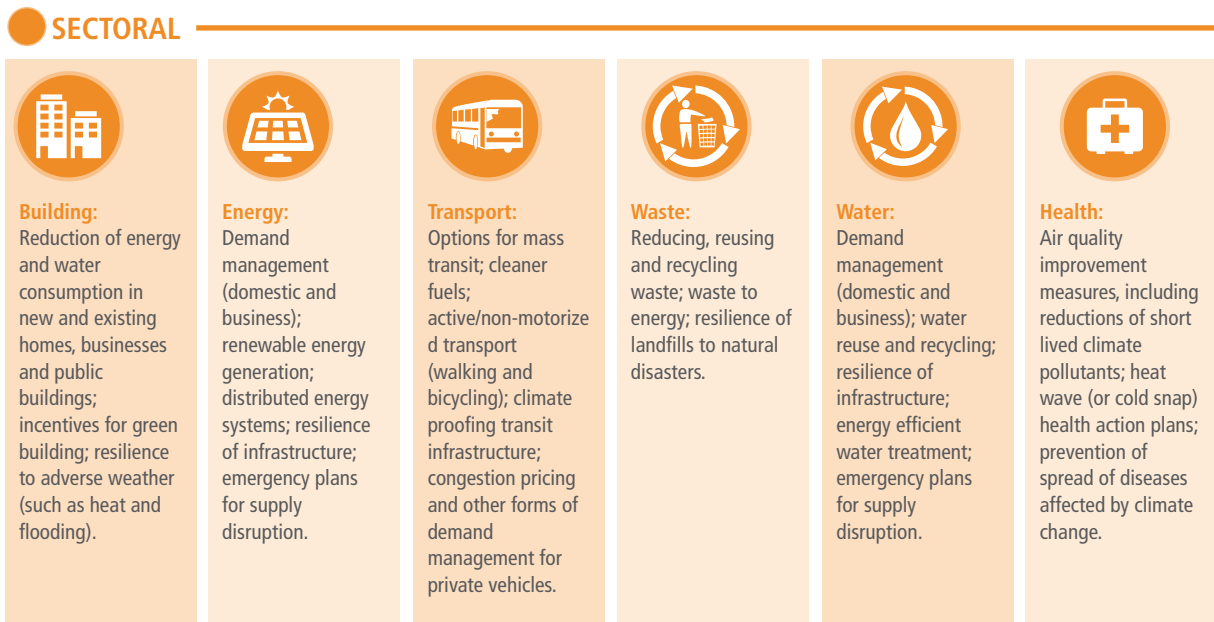 SECTORAL
Building:
Reduction of energy
and water
consumption in
new and existing
homes, businesses
and public
buildings;
incentives for green
building; resilience
to adverse weather
(such as heat and
flooding).
Energy:
Demand
management
(domestic and
business);
renewable energy
generation;
distributed energy
systems; resilience
of infrastructure;
emergency plans
for supply
disruption.
Transport:
Options for mass
transit; cleaner
fuels;
active/non-motorize
d transport
(walking and
bicycling); climate
proofing transit
infrastructure;
congestion pricing
and other forms of
demand
management for
private vehicles.
Waste:
Reducing, reusing
and recycling
waste; waste to
energy; resilience of
landfills to natural
disasters.
Water:
Demand
management
(domestic and
business); water
reuse and recycling;
resilience of
infrastructure;
energy efficient
water treatment;
emergency plans
for supply
disruption.
Health:
Air quality
improvement
measures, including
reductions of short
lived climate
pollutants; heat
wave (or cold snap)
health action plans;
prevention of
spread of diseases
affected by climate
change.